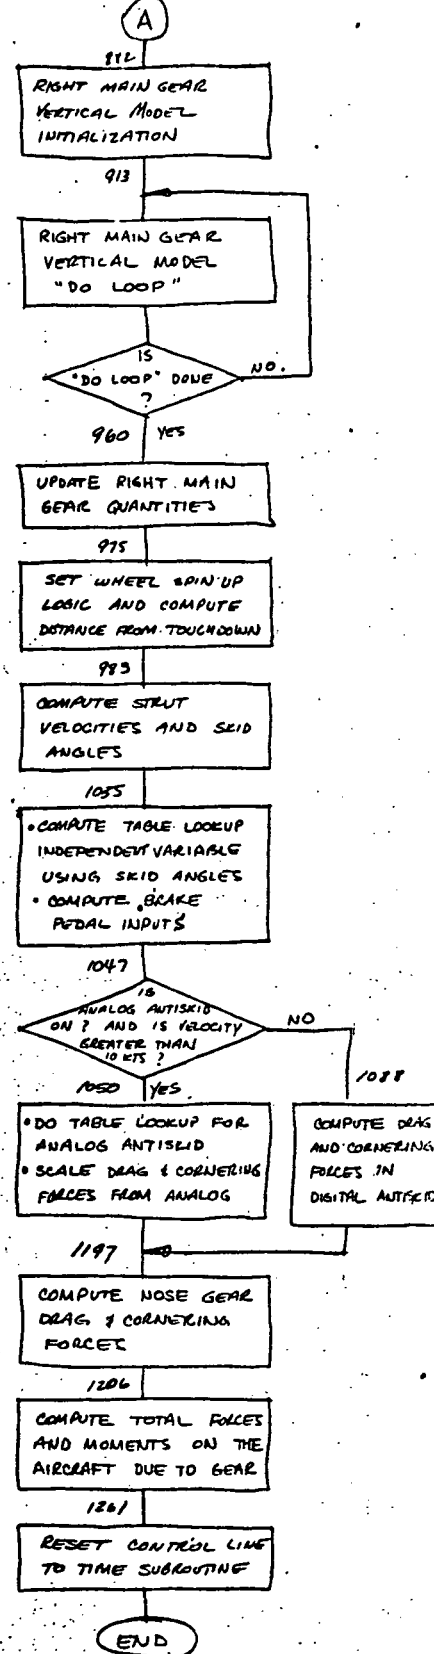 A
912
RIGHT MAIN GEAR
VERTICAL MODEL
INITIALIZATION
913
RIGHT MAIN GEAR
VERTICAL MODEL
"DO LOOP"
IS
"DO LOOP" DONE
?
NO.
960 YES
UPDATE RIGHT MAIN
GEAR QUANTITIES
975
SET WHEEL SPIN UP
LOGIC AND COMPUTE
DISTANCE FROM TOUCHDOWN
983
COMPUTE STRUT
VELOCITIES AND SKID
ANGLES
1035
• COMPUTE TABLE LOOKUP
INDEPENDENT VARIABLE
USING SKID ANGLES
• COMPUTE BRAKE
PEDAL INPUTS
1047
IS
ANALOG ANTISKID
ON ? AND IS VELOCITY
GREATER THAN
10 KTS ?
NO
1050 YES
1088
• DO TABLE LOOKUP FOR
ANALOG ANTISKID
• SCALE DRAG & CORNERING
FORCES FROM ANALOG
COMPUTE DRAG
AND CORNERING
FORCES IN
DIGITAL ANTISKID
1197
COMPUTE NOSE GEAR
DRAG & CORNERING
FORCES
1206
COMPUTE TOTAL FORCES
AND MOMENTS ON THE
AIRCRAFT DUE TO GEAR
1261
RESET CONTROL LINE
TO TIME SUBROUTINE
END